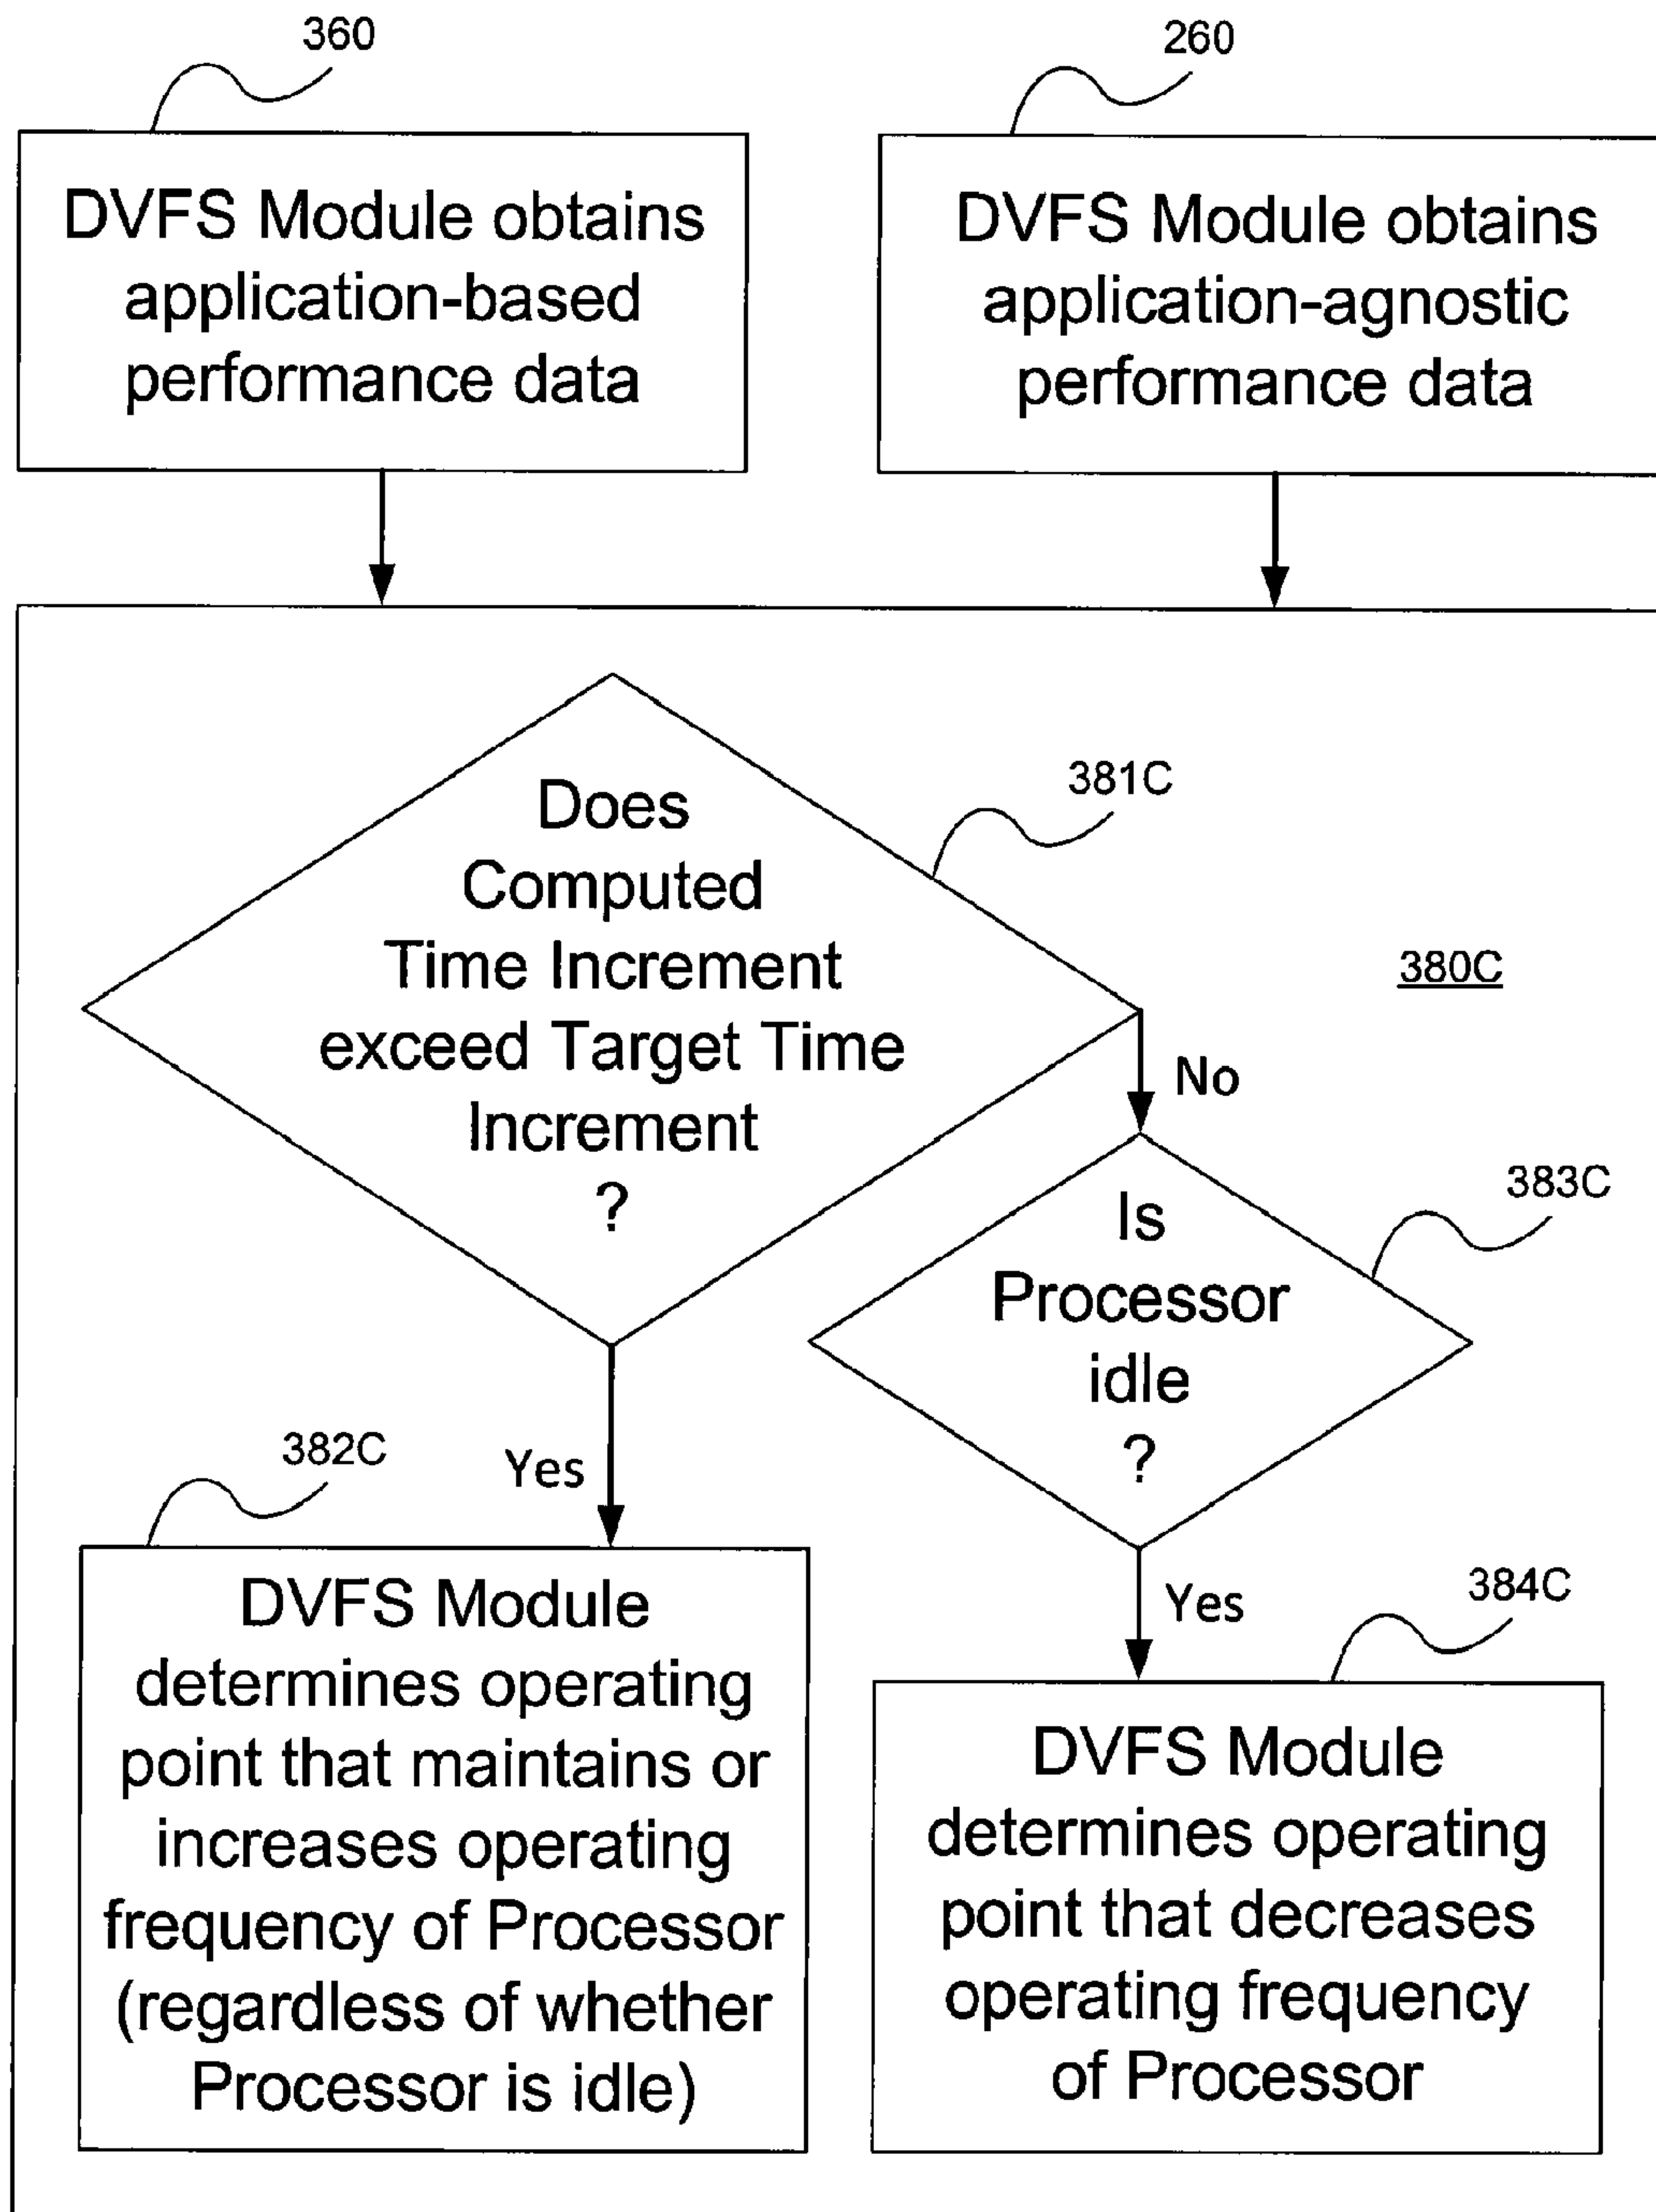 360
260
DVFS Module obtains
application-based
performance data
DVFS Module obtains
application-agnostic
performance data
Does
Computed
Time Increment
exceed Target Time
Increment
?
381C
380C
No
Is
Processor
idle
?
383C
Yes
382C
DVFS Module
determines operating
point that maintains or
increases operating
frequency of Processor
(regardless of whether
Processor is idle)
Yes
384C
DVFS Module
determines operating
point that decreases
operating frequency
of Processor